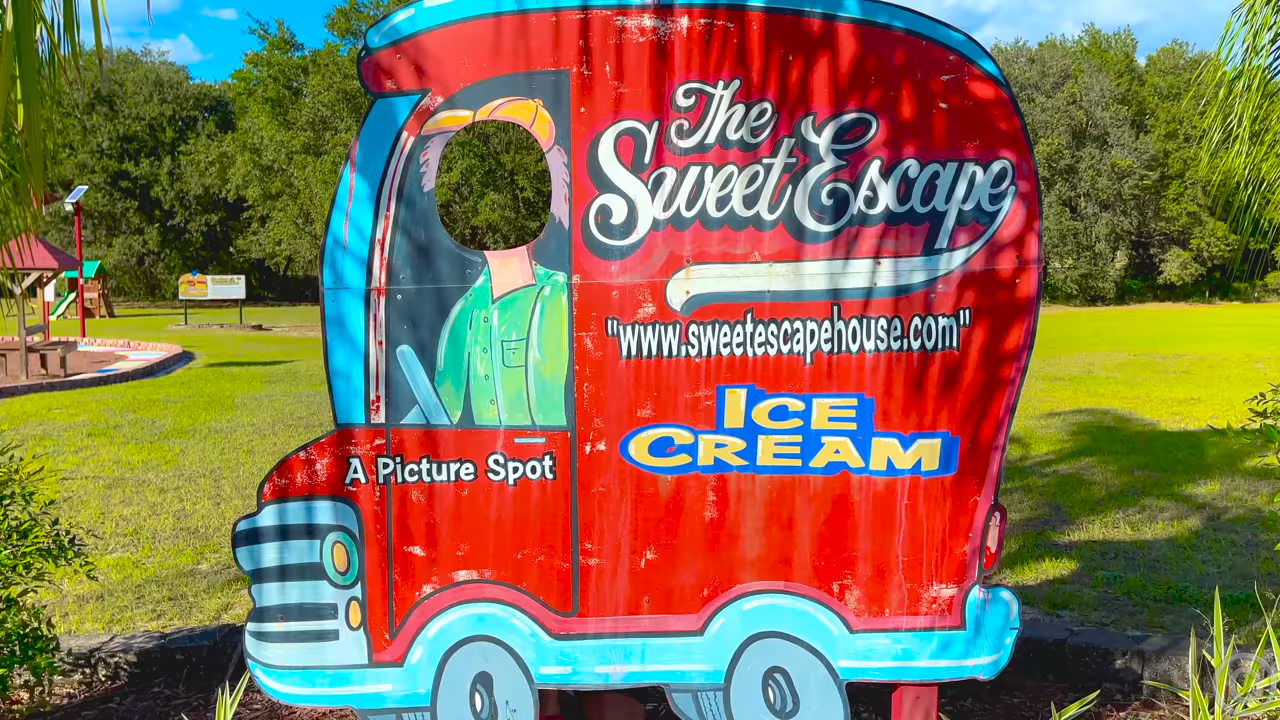 The
Sweet Escape
"www.sweetescapehouse.com"
ICE
CREAM
A Picture Spot